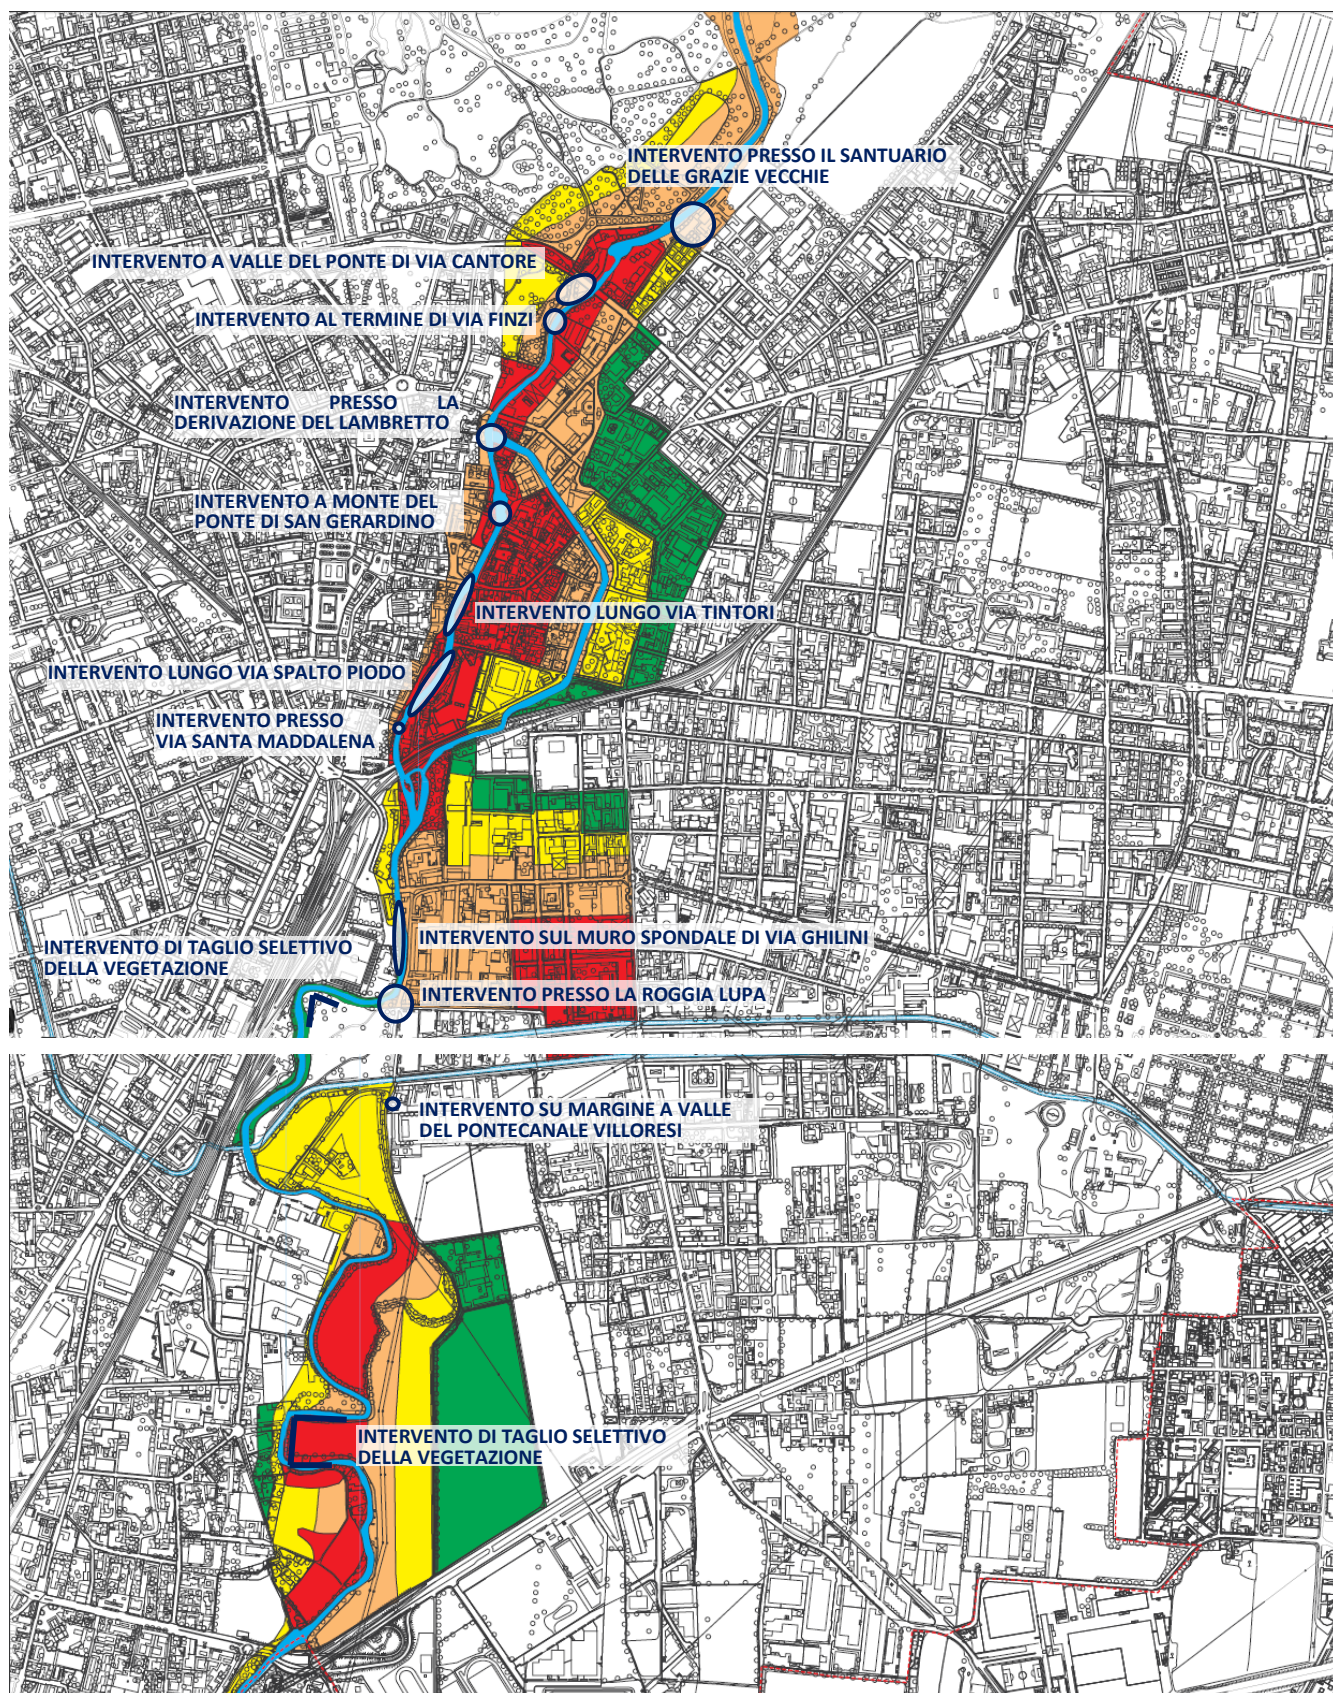 INTERVENTO PRESSO IL SANTUARIO
DELLE GRAZIE VECCHIE
INTERVENTO A VALLE DEL PONTE DI VIA CANTORE
INTERVENTO AL TERMINE DI VIA FINZI
INTERVENTO PRESSO LA
DERIVAZIONE DEL LAMBRETTO
INTERVENTO A MONTE DEL
PONTE DI SAN GERARDINO
INTERVENTO LUNGO VIA TINTORI
INTERVENTO LUNGO VIA SPALTO PIODO
INTERVENTO PRESSO
VIA SANTA MADDALENA
INTERVENTO SUL MURO SPONDALE DI VIA GHILINI
INTERVENTO DI TAGLIO SELETTIVO
DELLA VEGETAZIONE
INTERVENTO PRESSO LA ROGGIA LUPA
INTERVENTO SU MARGINE A VALLE
DEL PONTECANALE VILLORESI
INTERVENTO DI TAGLIO SELETTIVO
DELLA VEGETAZIONE